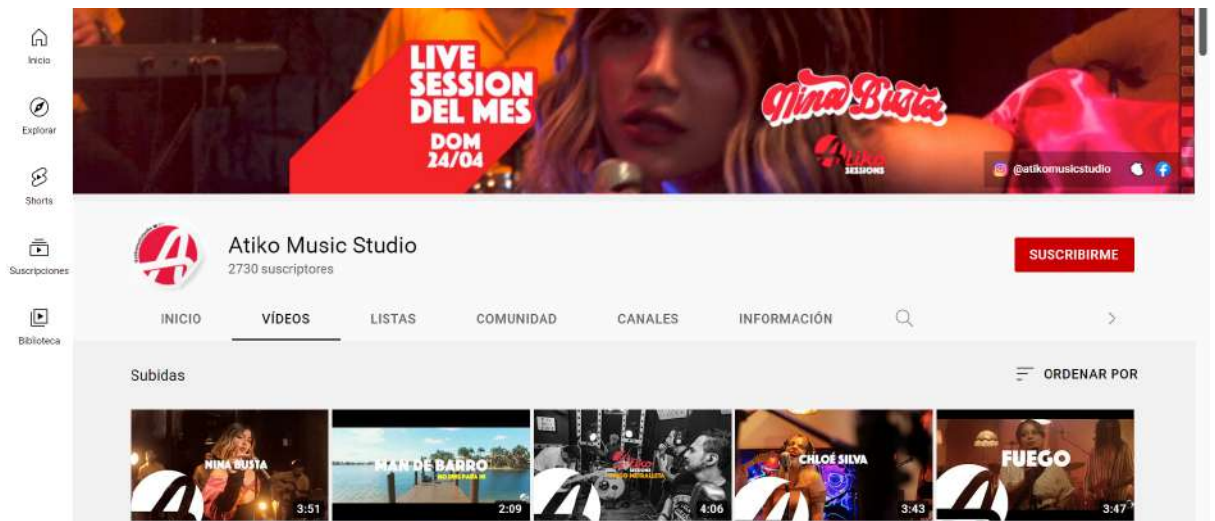 Inicio
Explorar
Shorts
Suscripciones
Biblioteca
LIVE
SESSION
DEL MES
DOM
24/04
Nina Busta
Atiko
SESSIONS
@atikomusicstudio
Atiko Music Studio
2730 suscriptores
SUSCRIBIRME
INICIO VÍDEOS LISTAS COMUNIDAD CANALES INFORMACIÓN
Subidas
ORDENAR POR
NINA BUSTA
3:51
MAN DE BARRO
2:09
Atiko
SESSIONS
4:06
CHLOÉ SILVA
3:43
FUEGO
3:47